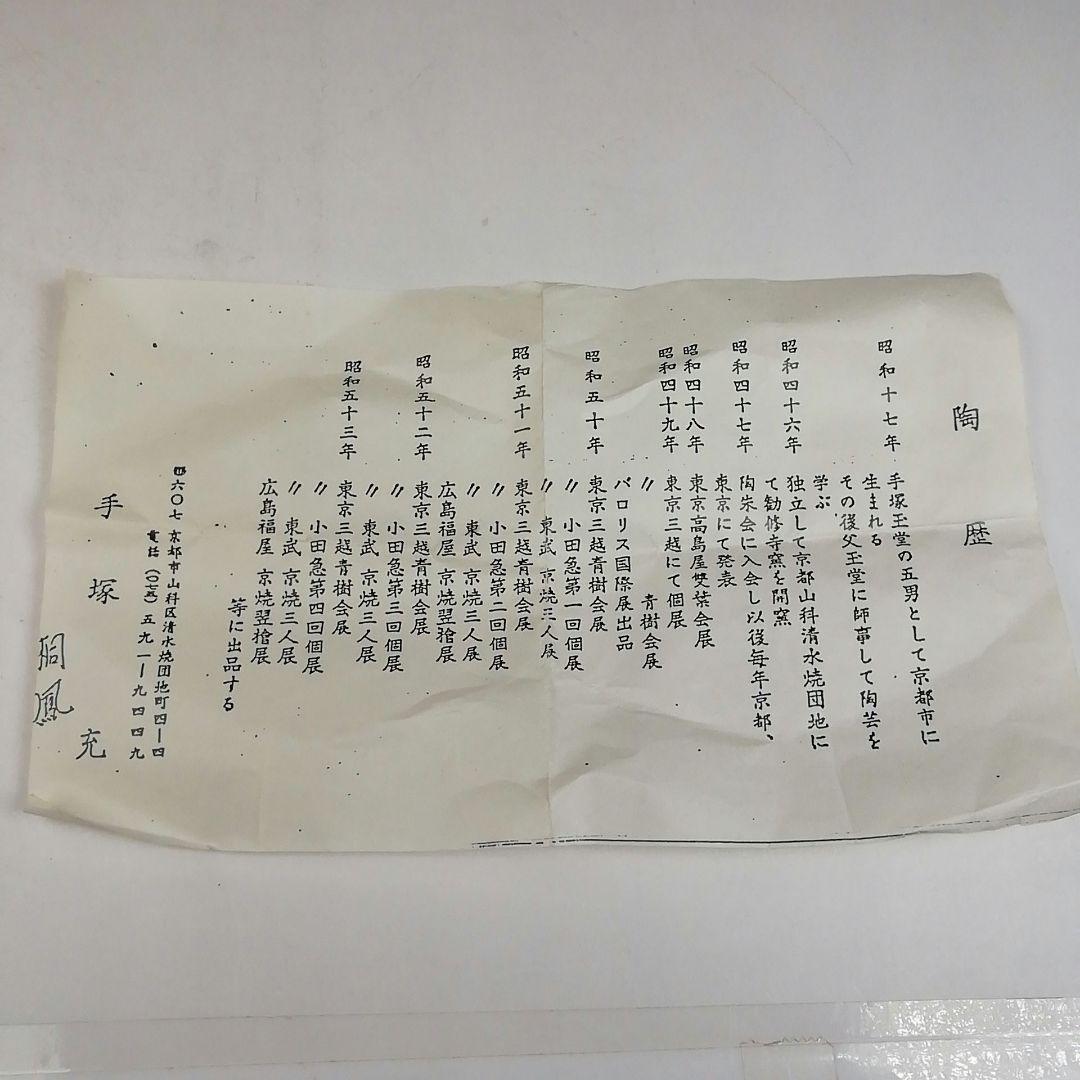 陶歴
昭和十七年 手塚玉堂の五男として京都市に
生まれる
その後父玉堂に師事して陶芸を
学ぶ
昭和四十六年 独立して京都山科清水焼団地に
て勧修寺窯を開窯
昭和四十七年 陶朱会に入会し以後毎年京都、
東京にて発表
昭和四十八年 東京高島屋双葉会展
昭和四十九年 東京三越にて個展
〃 青樹会展
バロリス国際展出品
昭和五十年 東京三越青樹会展
〃 小田急第一回個展
〃 東武 京焼三人展
昭和五十一年 東京三越青樹会展
〃 小田急第二回個展
〃 東武 京焼三人展
広島福屋 京焼翌檜展
昭和五十二年 東京三越青樹会展
〃 小田急第三回個展
〃 東武 京焼三人展
昭和五十三年 東京三越青樹会展
〃 小田急第四回個展
〃 東武 京焼三人展
広島福屋 京焼翌檜展
等に出品する
六〇七 京都市山科区清水焼団地町四ー四
電話(〇七五)五九一ー九四四九
手塚 充
桐鳳